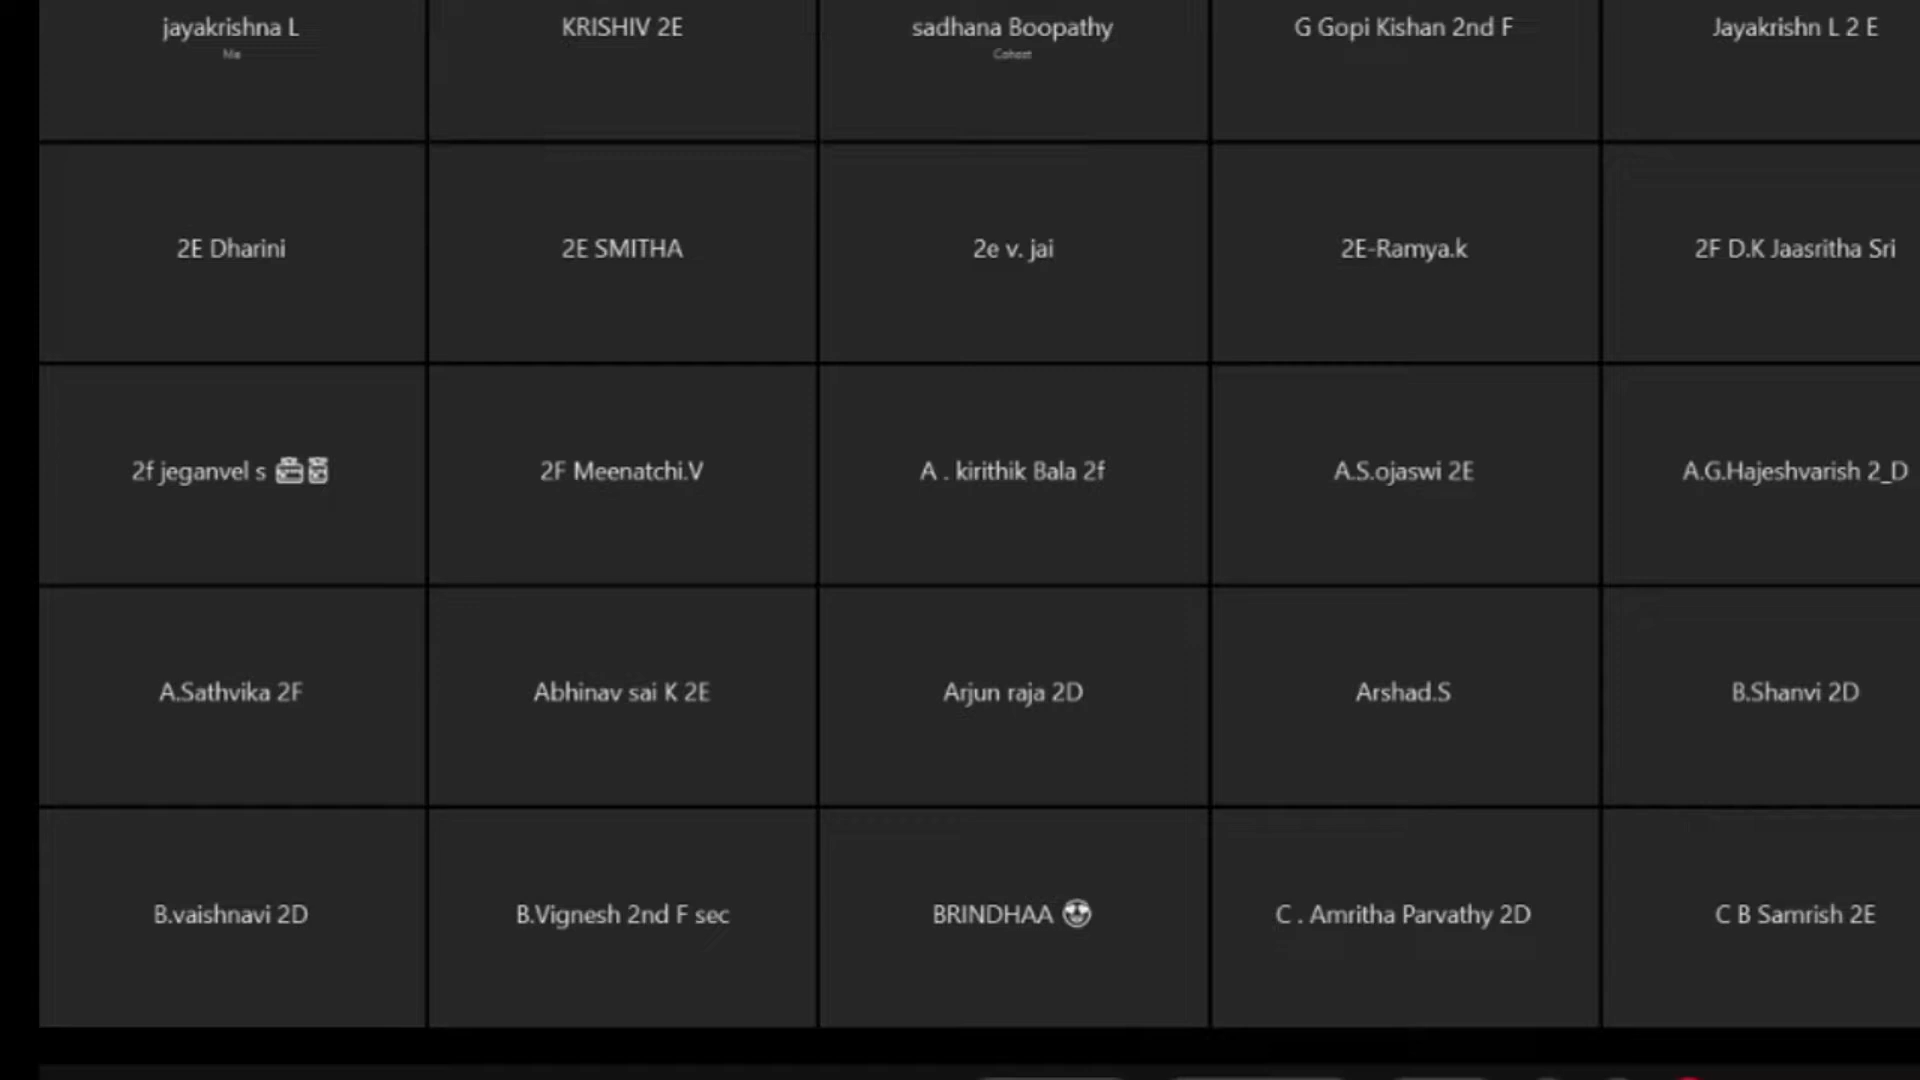 jayakrishna L
Me
KRISHIV 2E
sadhana Boopathy
Cohost
G Gopi Kishan 2nd F
Jayakrishn L 2 E
2E Dharini
2E SMITHA
2e v. jai
2E-Ramya.k
2F D.K Jaasritha Sri
2f jeganvel s
2F Meenatchi.V
A . kirithik Bala 2f
A.S.ojaswi 2E
A.G.Hajeshvarish 2_D
A.Sathvika 2F
Abhinav sai K 2E
Arjun raja 2D
Arshad.S
B.Shanvi 2D
B.vaishnavi 2D
B.Vignesh 2nd F sec
BRINDHAA 😍
C . Amritha Parvathy 2D
C B Samrish 2E